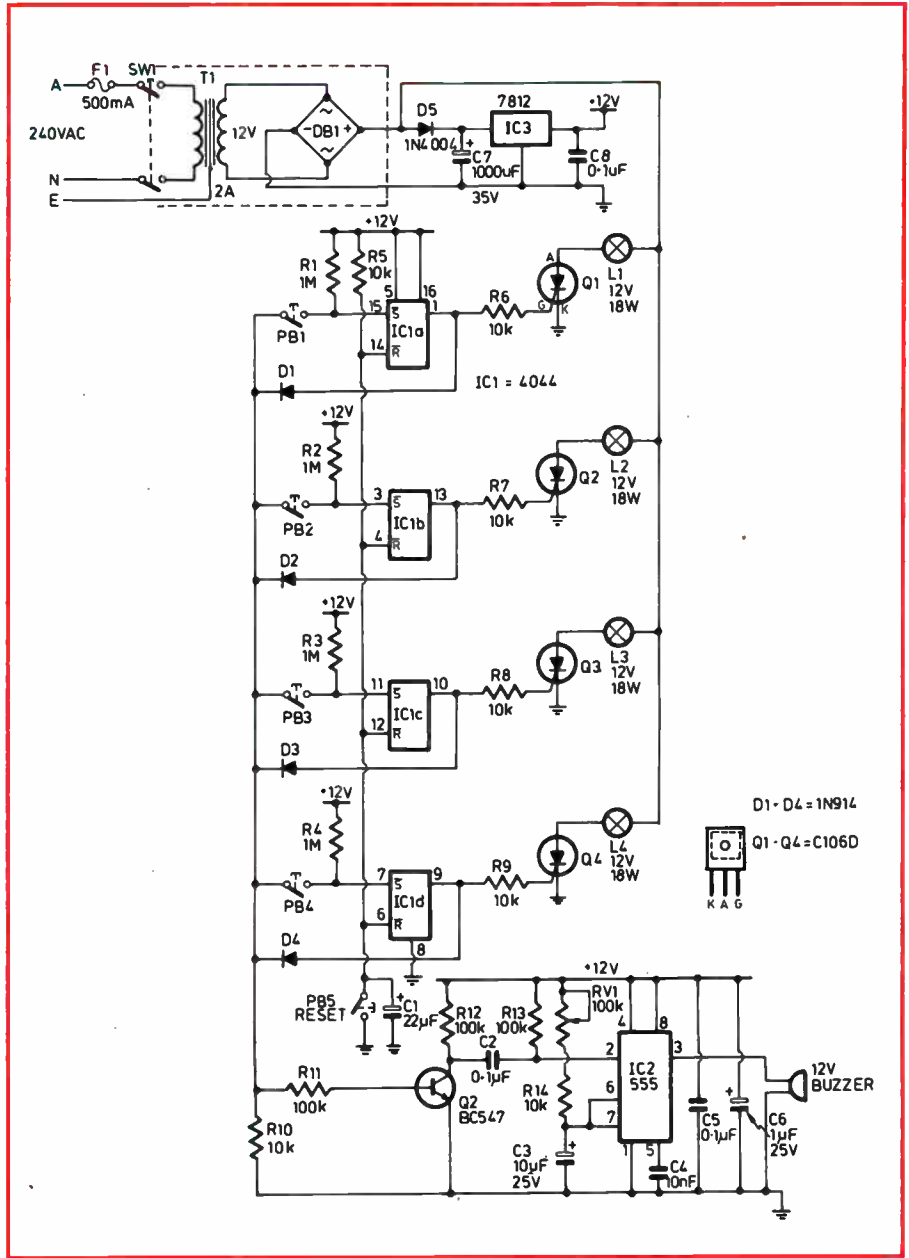 A
F1
500mA
SW1
T1
12V
2A
240VAC
N
E
~
-DB1+
~
D5
1N4004
+
C7
1000uF
35V
7812
IC3
+12V
C8
0·1uF
+12V
R1
1M
R5
10k
5
16
15
S
1
IC1a
14
R
PB1
D1
R6
10k
A
G
K
Q1
L1
12V
18W
IC1 = 4044
+12V
R2
1M
3
S
13
IC1b
4
R
PB2
D2
R7
10k
Q2
L2
12V
18W
+12V
R3
1M
11
S
10
IC1c
12
R
PB3
D3
R8
10k
Q3
L3
12V
18W
+12V
R4
1M
7
S
9
IC1d
6
R
8
PB4
D4
R9
10k
Q4
L4
12V
18W
D1-D4=1N914
Q1-Q4=C106D
K A G
PB5
RESET
+
C1
22µF
R11
100k
R10
10k
R12
100k
C2
0·1µF
Q2
BC547
R13
100k
+12V
RV1
100k
R14
10k
+
C3
10µF
25V
4
8
2
3
IC2
555
6
7
1
5
C4
10nF
C5
0·1µF
+
C6
1µF
25V
12V
BUZZER